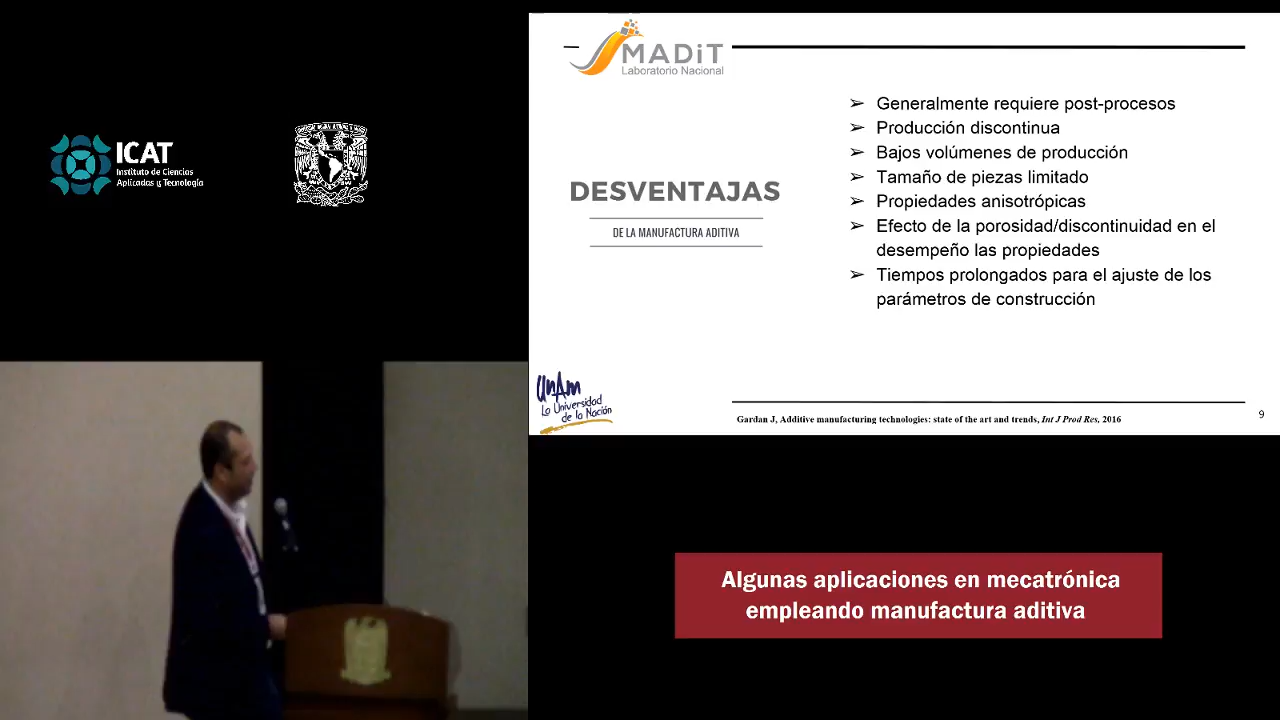 MADiT
Laboratorio Nacional
ICAT
Instituto de Ciencias
Aplicadas y Tecnología
DESVENTAJAS
DE LA MANUFACTURA ADITIVA
➢ Generalmente requiere post-procesos
➢ Producción discontinua
➢ Bajos volúmenes de producción
➢ Tamaño de piezas limitado
➢ Propiedades anisotrópicas
➢ Efecto de la porosidad/discontinuidad en el
desempeño las propiedades
➢ Tiempos prolongados para el ajuste de los
parámetros de construcción
UnAm
La Universidad
de la Nación
Gardan J, Additive manufacturing technologies: state of the art and trends, Int J Prod Res, 2016
9
Algunas aplicaciones en mecatrónica
empleando manufactura aditiva